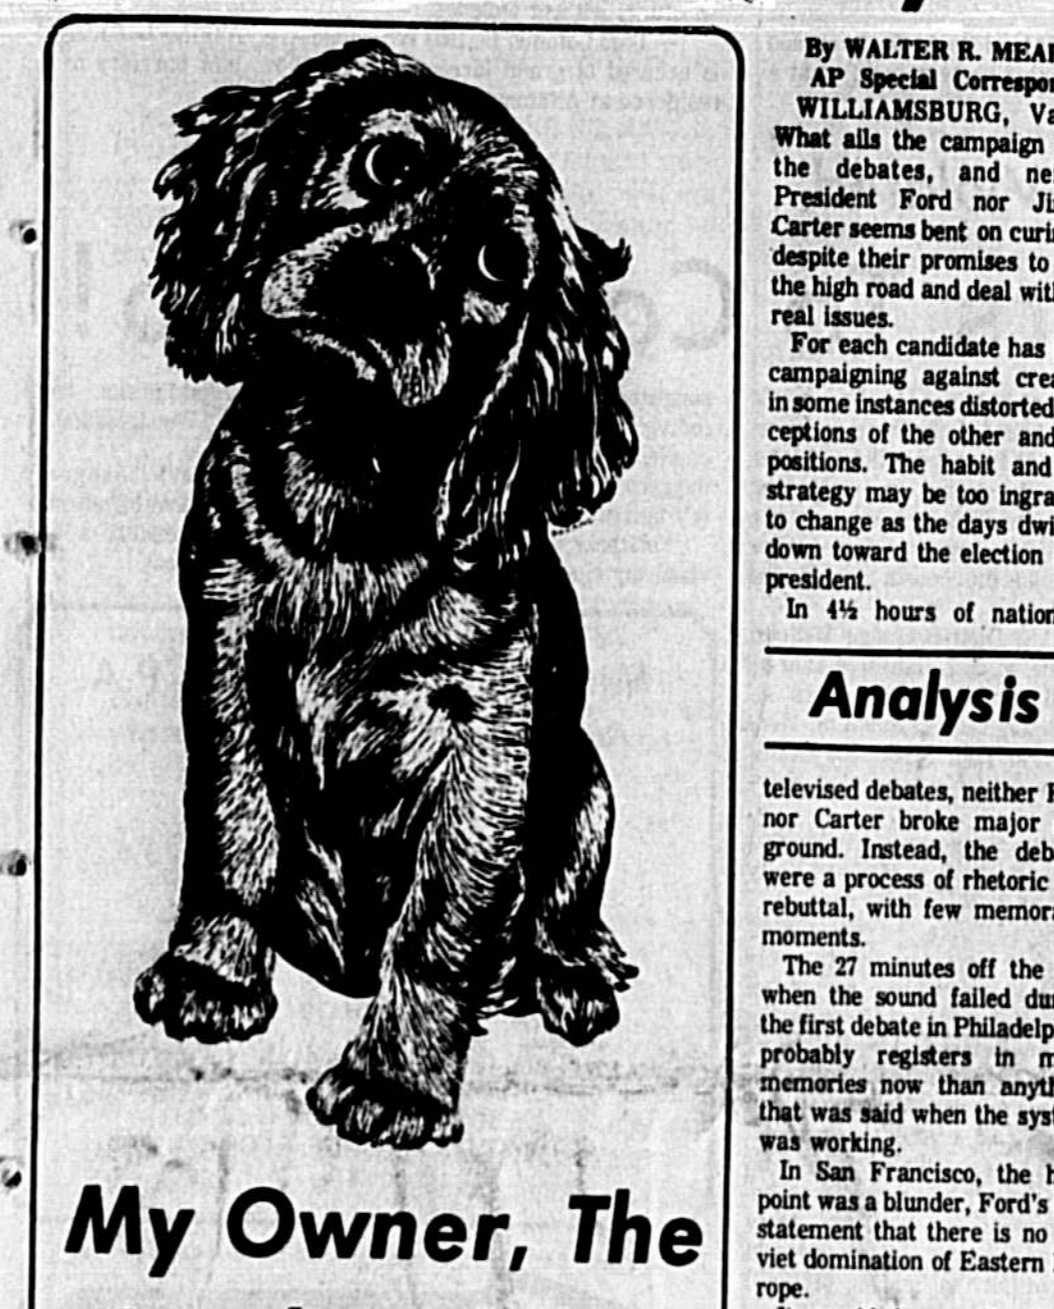 My Owner, The
By WALTER R. MEA
AP Special Correspo
WILLIAMSBURG, Va
What ails the campaign
the debates, and ne
President Ford nor Ji
Carter seems bent on curi
despite their promises to
the high road and deal wit
real issues.
For each candidate has
campaigning against crea
in some instances distorted
ceptions of the other and
positions. The habit and
strategy may be too ingra
to change as the days dwi
down toward the election
president.
In 4½ hours of nation
Analysis
televised debates, neither F
nor Carter broke major
ground. Instead, the deb
were a process of rhetoric
rebuttal, with few memora
moments.
The 27 minutes off the
when the sound failed du
the first debate in Philadelp
probably registers in m
memories now than anyth
that was said when the syst
was working.
In San Francisco, the h
point was a blunder, Ford's
statement that there is no
viet domination of Eastern
rope.